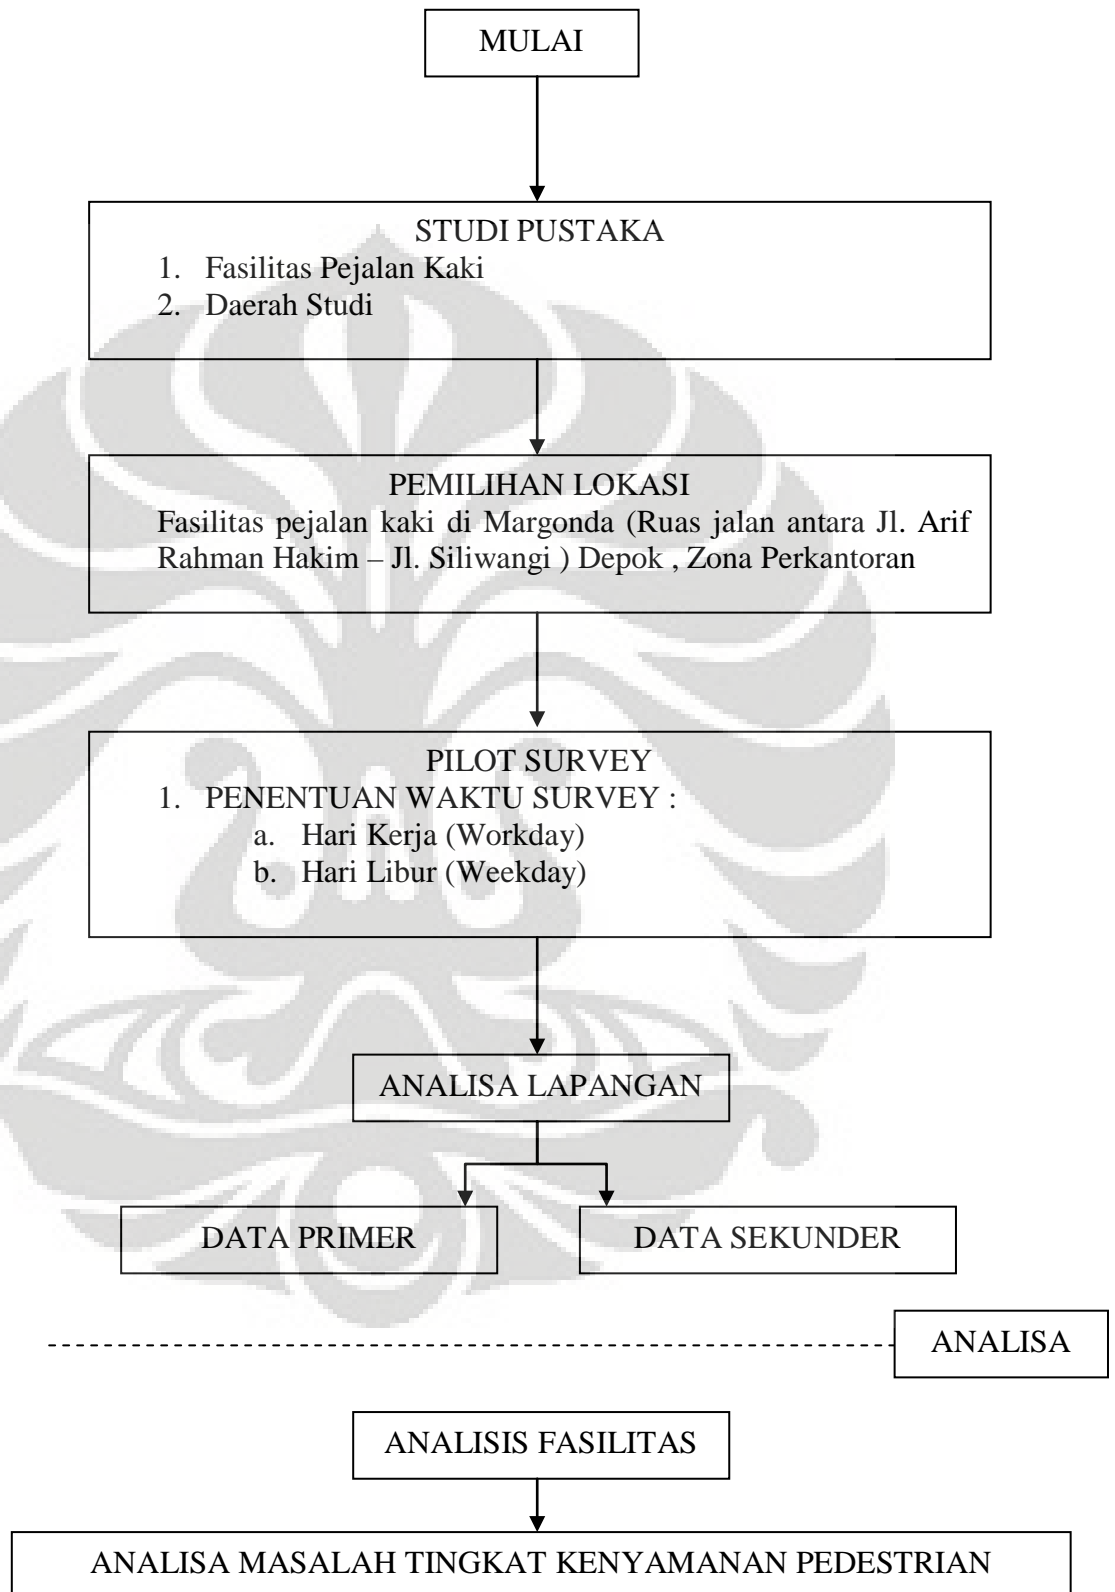 MULAI
STUDI PUSTAKA
1. Fasilitas Pejalan Kaki
2. Daerah Studi
PEMILIHAN LOKASI
Fasilitas pejalan kaki di Margonda (Ruas jalan antara Jl. Arif
Rahman Hakim – Jl. Siliwangi ) Depok , Zona Perkantoran
PILOT SURVEY
1. PENENTUAN WAKTU SURVEY :
a. Hari Kerja (Workday)
b. Hari Libur (Weekday)
ANALISA LAPANGAN
DATA PRIMER
DATA SEKUNDER
ANALISA
ANALISIS FASILITAS
ANALISA MASALAH TINGKAT KENYAMANAN PEDESTRIAN